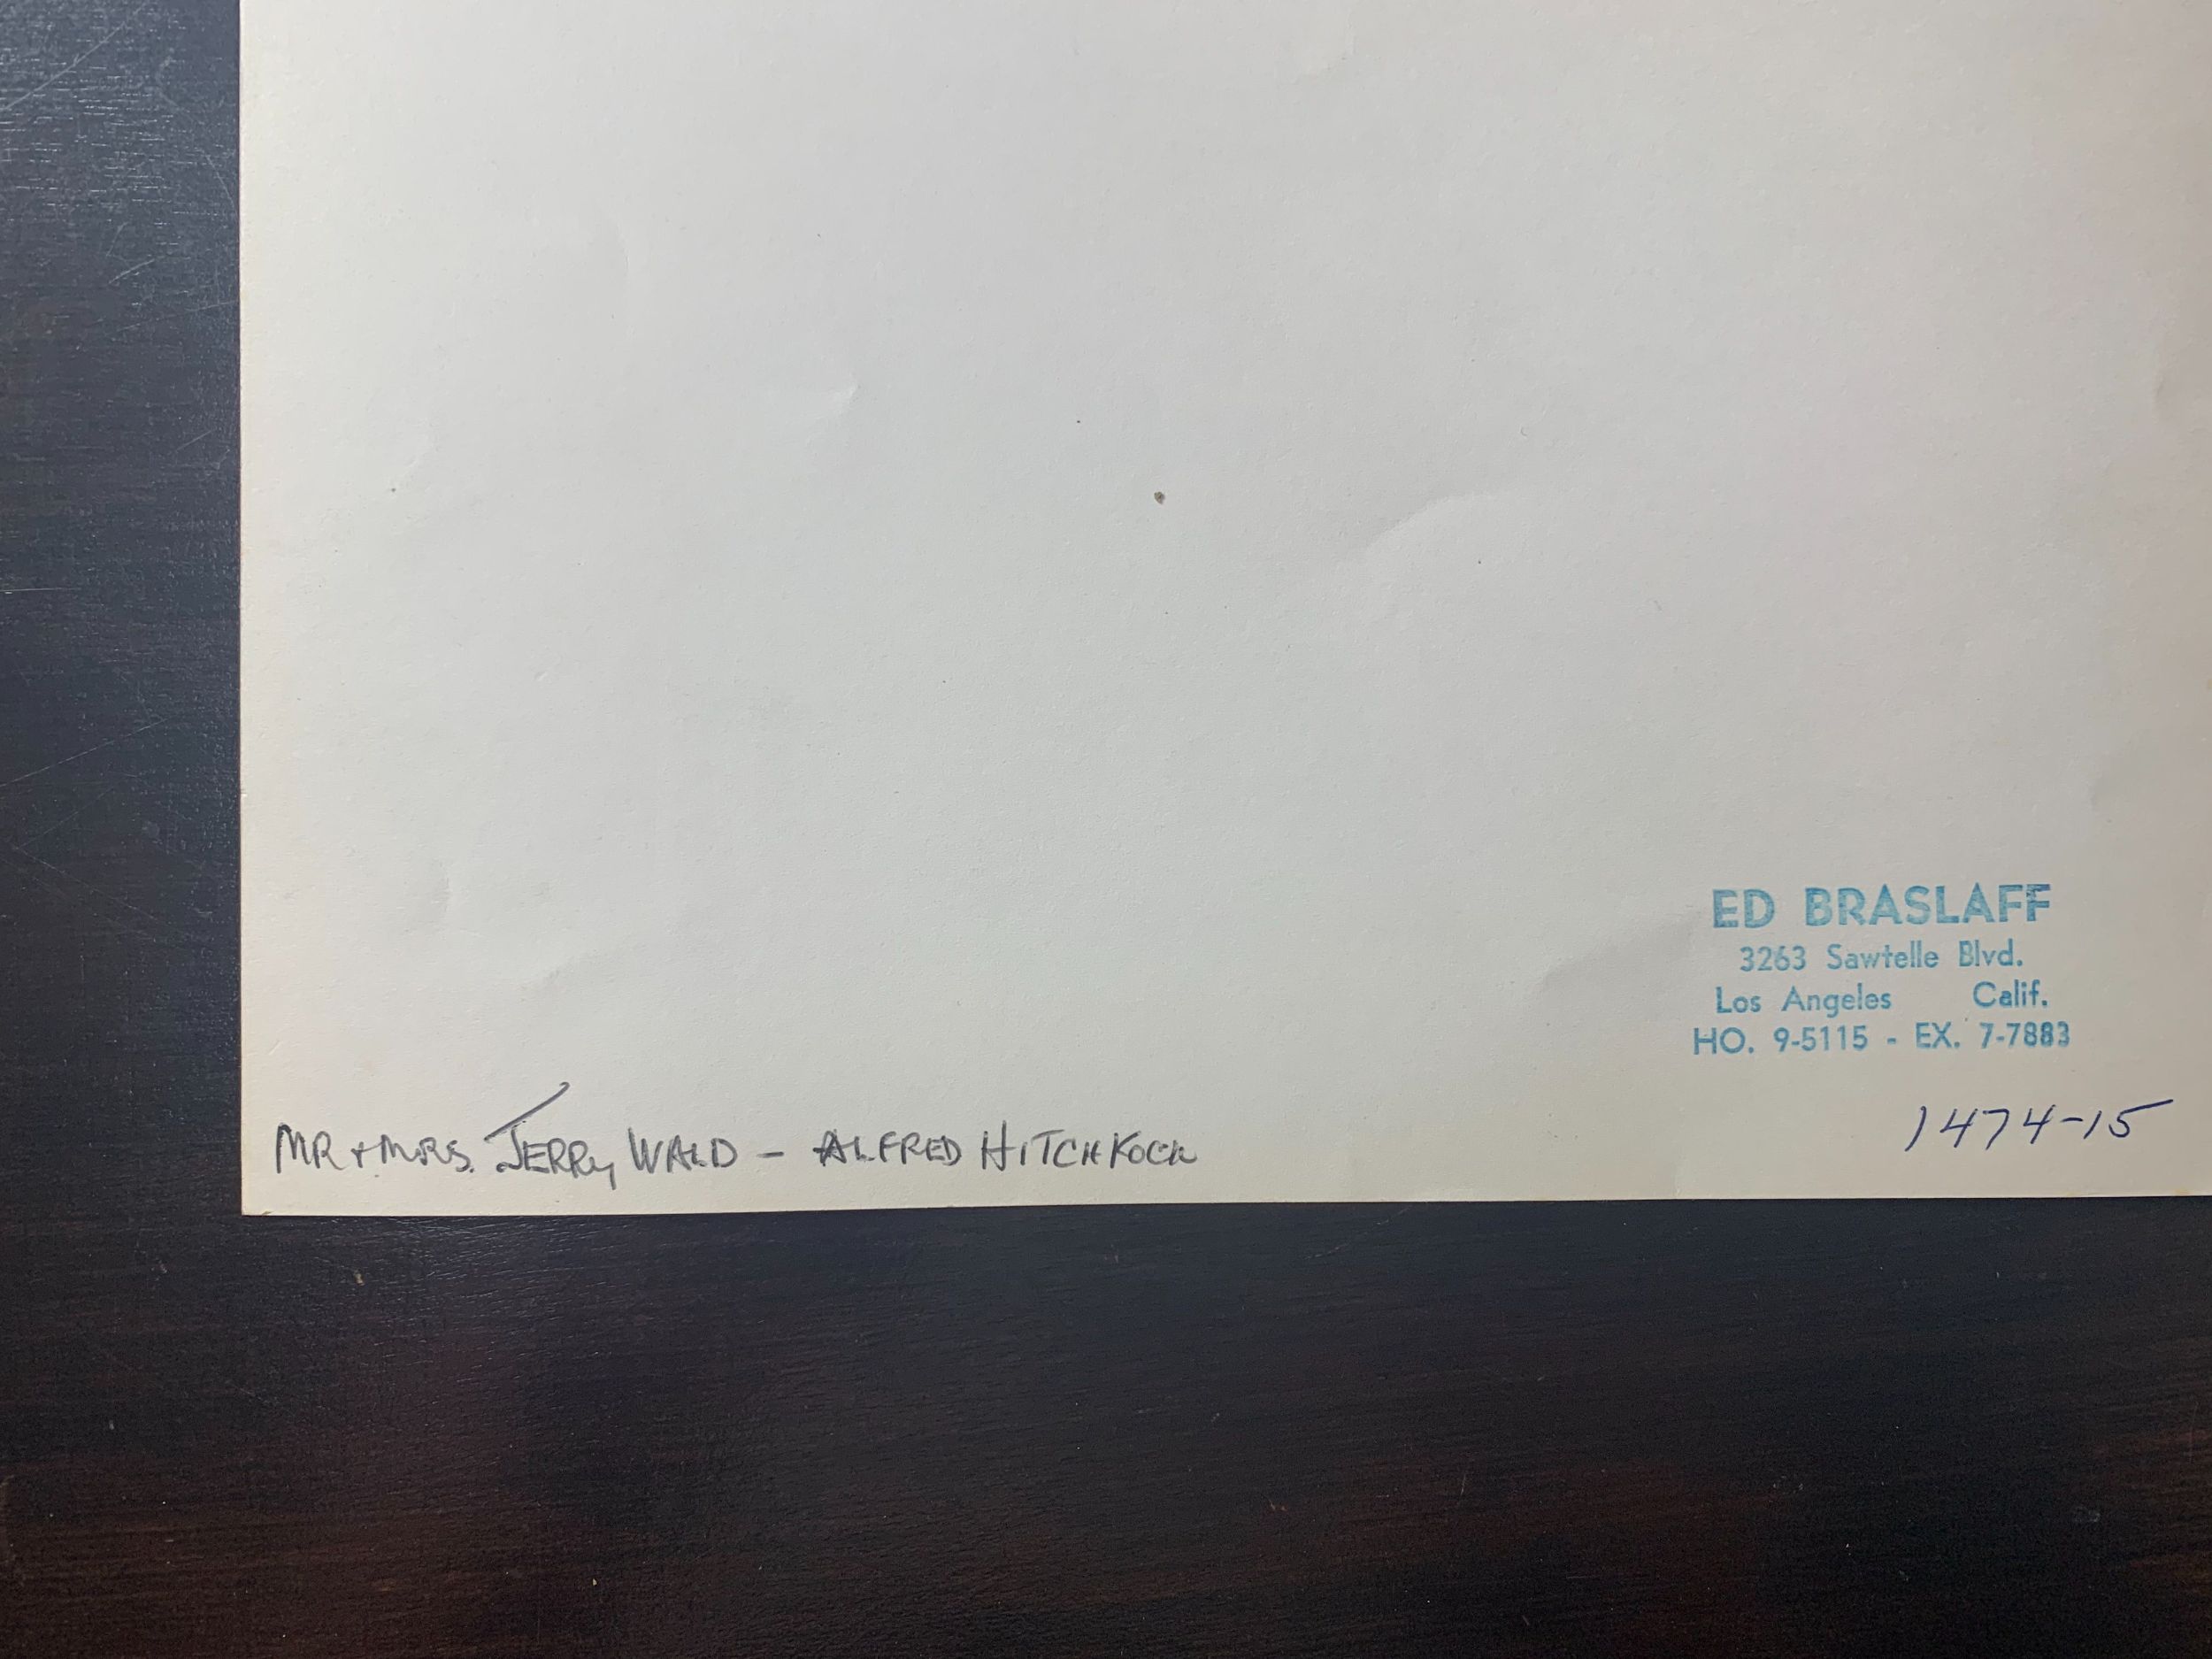 ED BRASLAFF
3263 Sawtelle Blvd.
Los Angeles Calif.
HO. 9-5115 - EX. 7-7883
1474-15
MR + MRS. JERRY WALD - ALFRED HITCHKOCK